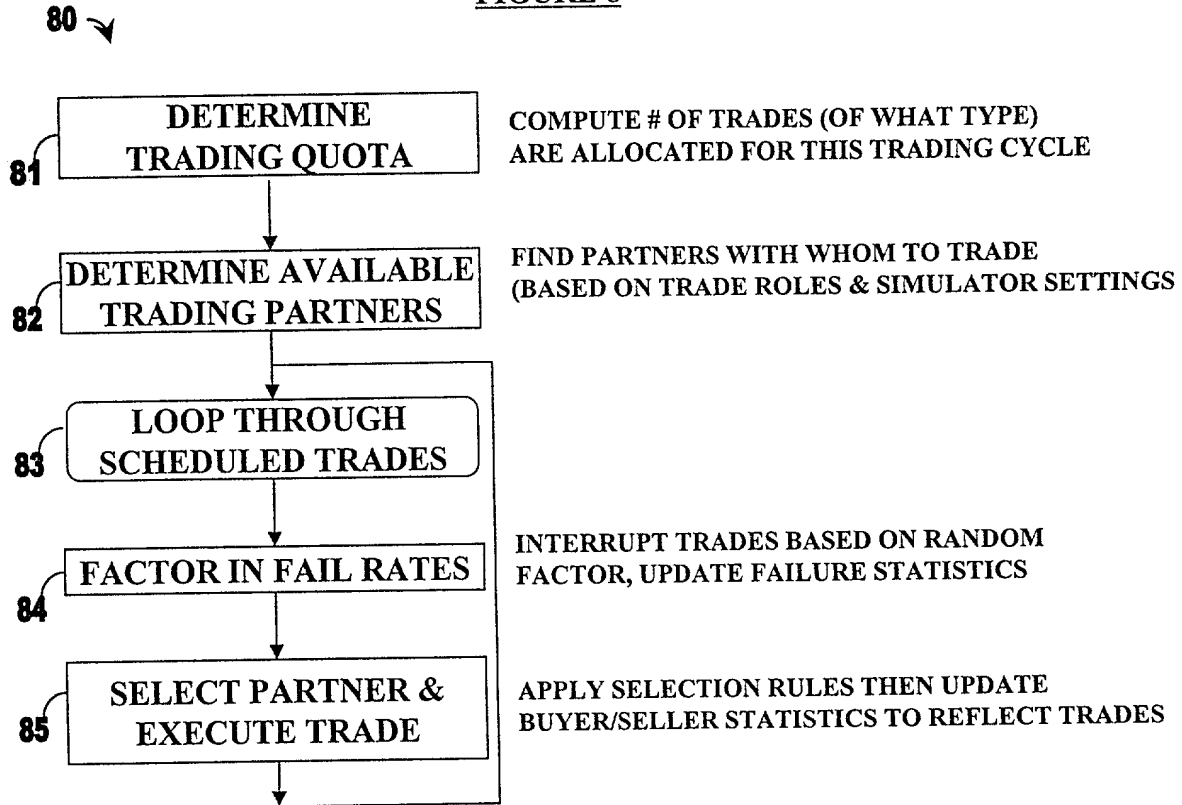 80
81
DETERMINE
TRADING QUOTA
COMPUTE # OF TRADES (OF WHAT TYPE)
ARE ALLOCATED FOR THIS TRADING CYCLE
82
DETERMINE AVAILABLE
TRADING PARTNERS
FIND PARTNERS WITH WHOM TO TRADE
(BASED ON TRADE ROLES & SIMULATOR SETTINGS
83
LOOP THROUGH
SCHEDULED TRADES
84
FACTOR IN FAIL RATES
INTERRUPT TRADES BASED ON RANDOM
FACTOR, UPDATE FAILURE STATISTICS
85
SELECT PARTNER &
EXECUTE TRADE
APPLY SELECTION RULES THEN UPDATE
BUYER/SELLER STATISTICS TO REFLECT TRADES